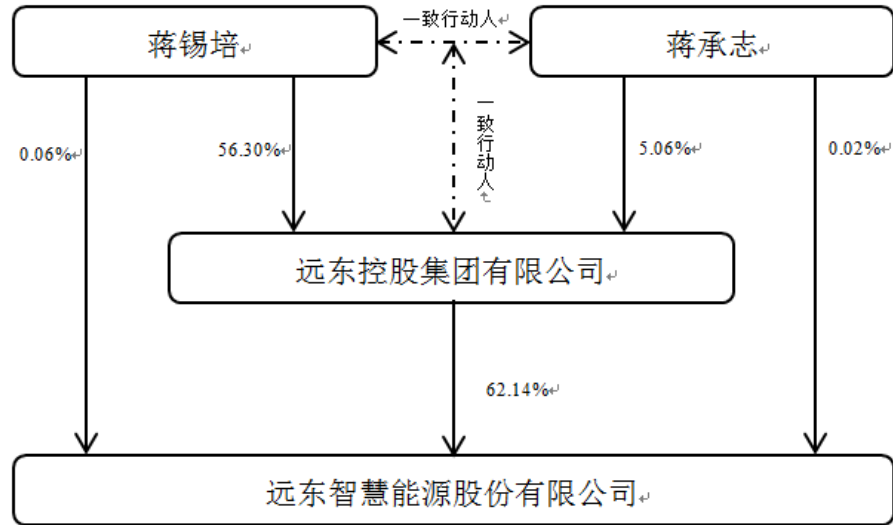 一致行动人
蒋锡培
蒋承志
0.06%
56.30%
一致行动人
5.06%
0.02%
远东控股集团有限公司
62.14%
远东智慧能源股份有限公司